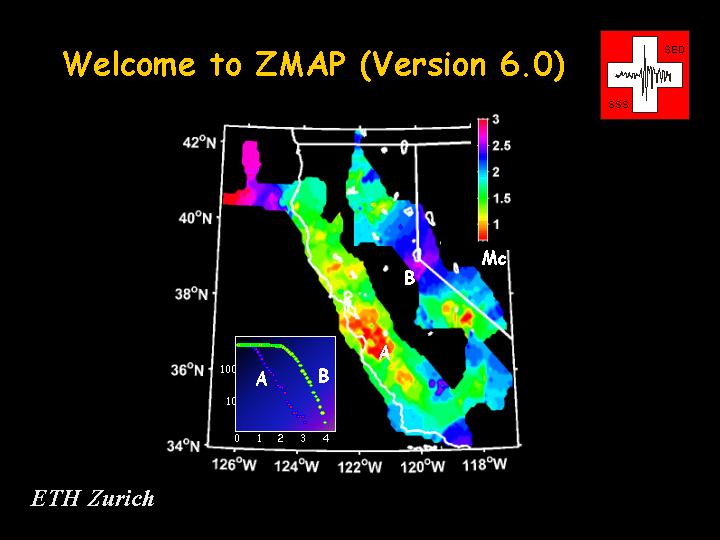 Welcome to ZMAP (Version 6.0)
SED
SSS
42°N
40°N
38°N
36°N
34°N
126°W 124°W 122°W 120°W 118°W
3
2.5
2
1.5
1
Mc
B
A
100
10
A
B
0 1 2 3 4
ETH Zurich